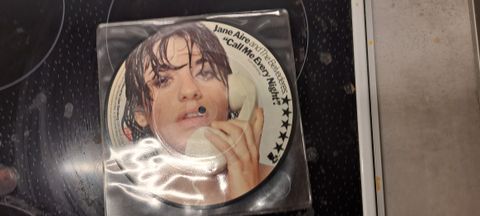 Jane Aire and The Belvederes
"Call Me Every Night"